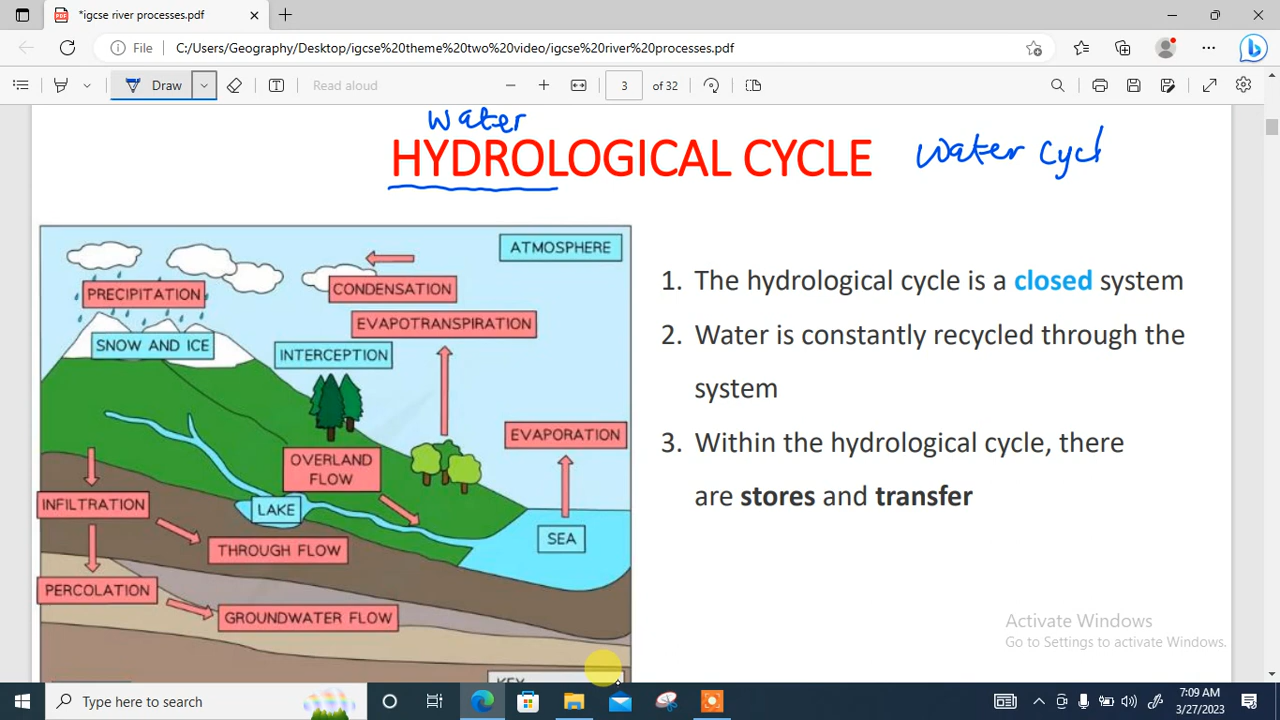 *igcse river processes.pdf
File
C:/Users/Geography/Desktop/igcse%20theme%20two%20video/igcse%20river%20processes.pdf
Draw
Read aloud
3 of 32
water
HYDROLOGICAL CYCLE
water cycl
ATMOSPHERE
PRECIPITATION
CONDENSATION
EVAPOTRANSPIRATION
SNOW AND ICE
INTERCEPTION
EVAPORATION
OVERLAND
FLOW
INFILTRATION
LAKE
SEA
THROUGH FLOW
PERCOLATION
GROUNDWATER FLOW
KEY
1. The hydrological cycle is a closed system
2. Water is constantly recycled through the
system
3. Within the hydrological cycle, there
are stores and transfer
Activate Windows
Go to Settings to activate Windows.
Type here to search
7:09 AM
3/27/2023